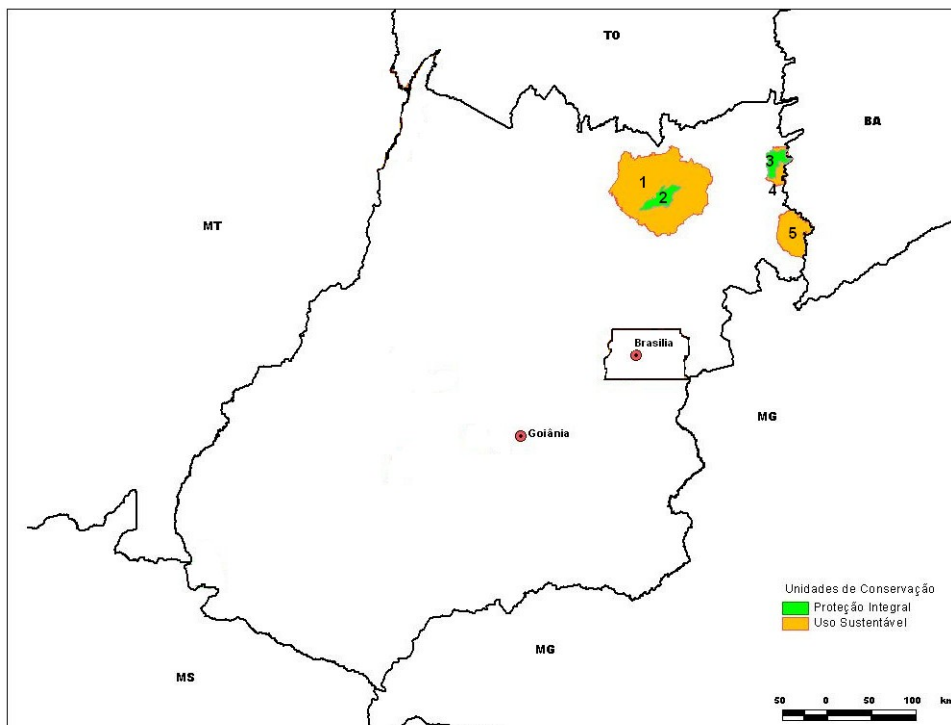 TO
BA
3
1
2
4
MT
5
Brasilia
MG
Goiânia
Unidades de Conservação
Proteção Integral
Uso Sustentável
MG
MS
50 0 50 100 km